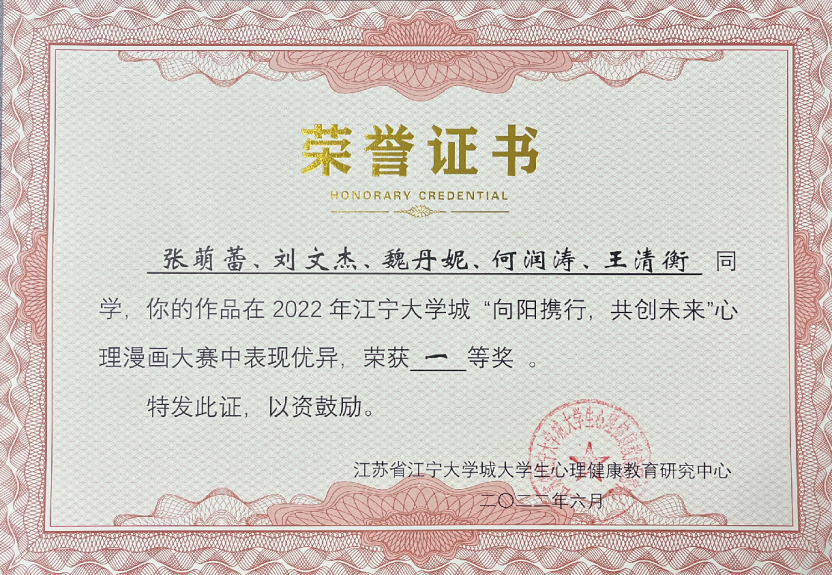 荣誉证书
HONORARY CREDENTIAL
张萌蕾、刘文杰、魏丹妮、何润涛、王清衡 同
学，你的作品在 2022 年江宁大学城 “向阳携行，共创未来”心
理漫画大赛中表现优异，荣获 一 等奖 。
特发此证，以资鼓励。
江苏省江宁大学城大学生心理健康教育研究中心
二〇二二年六月